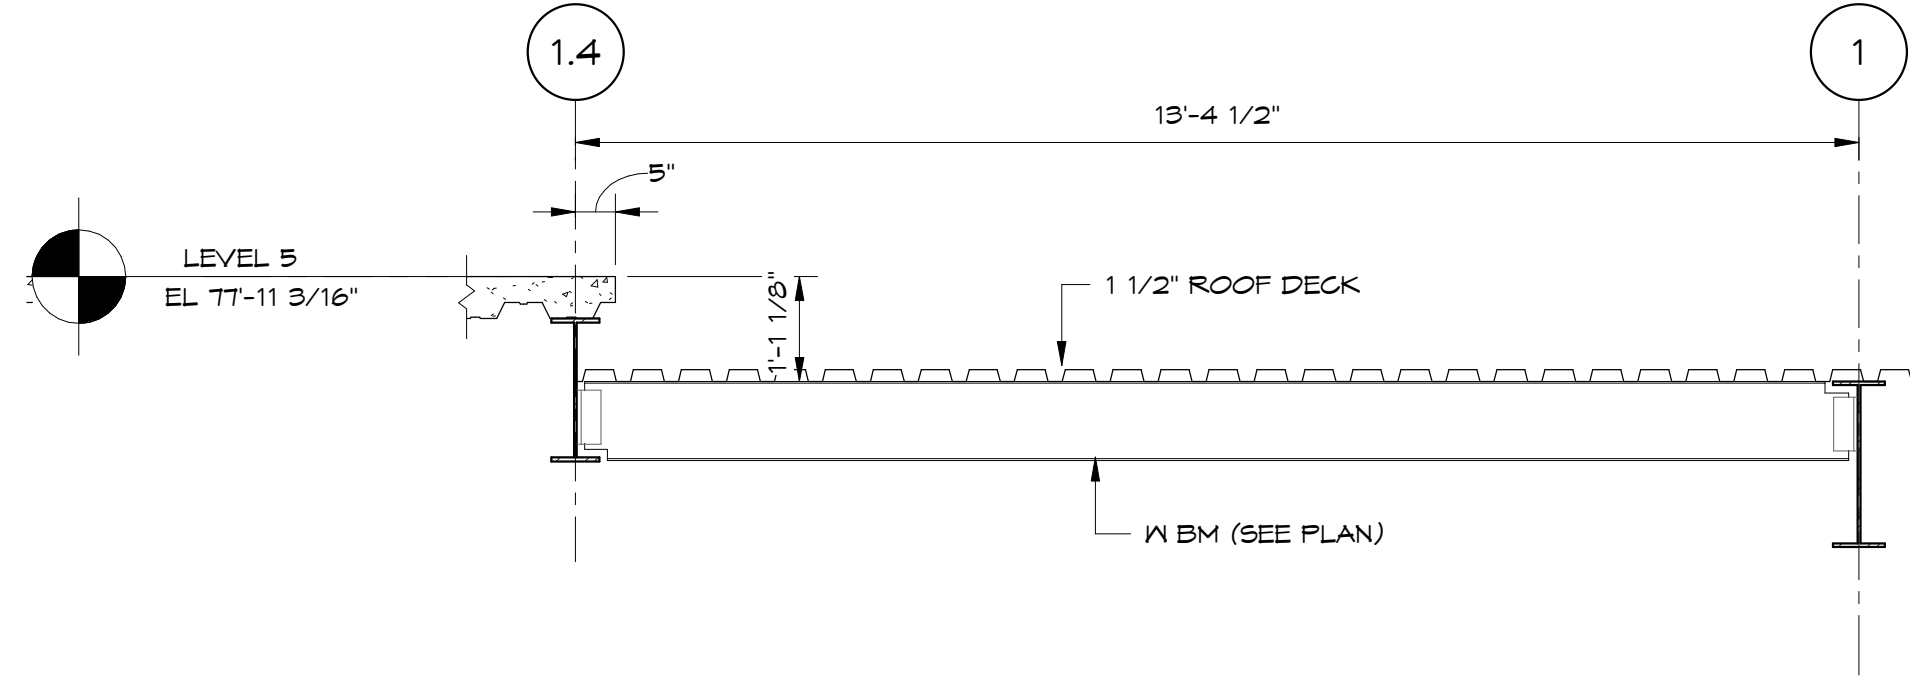 1.4
1
13'-4 1/2"
5"
LEVEL 5
EL 77'-11 3/16"
1'-1 1/8"
1 1/2" ROOF DECK
W BM (SEE PLAN)